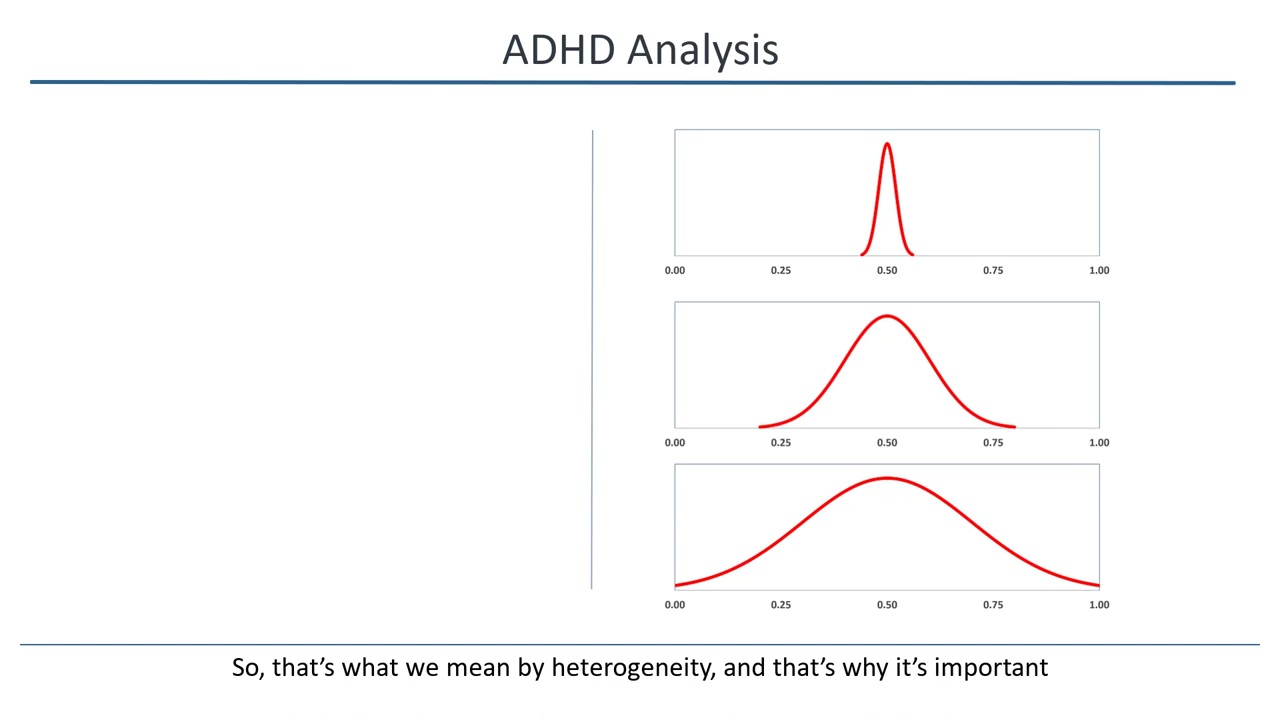 ADHD Analysis
0.00 0.25 0.50 0.75 1.00
0.00 0.25 0.50 0.75 1.00
0.00 0.25 0.50 0.75 1.00
So, that’s what we mean by heterogeneity, and that’s why it’s important